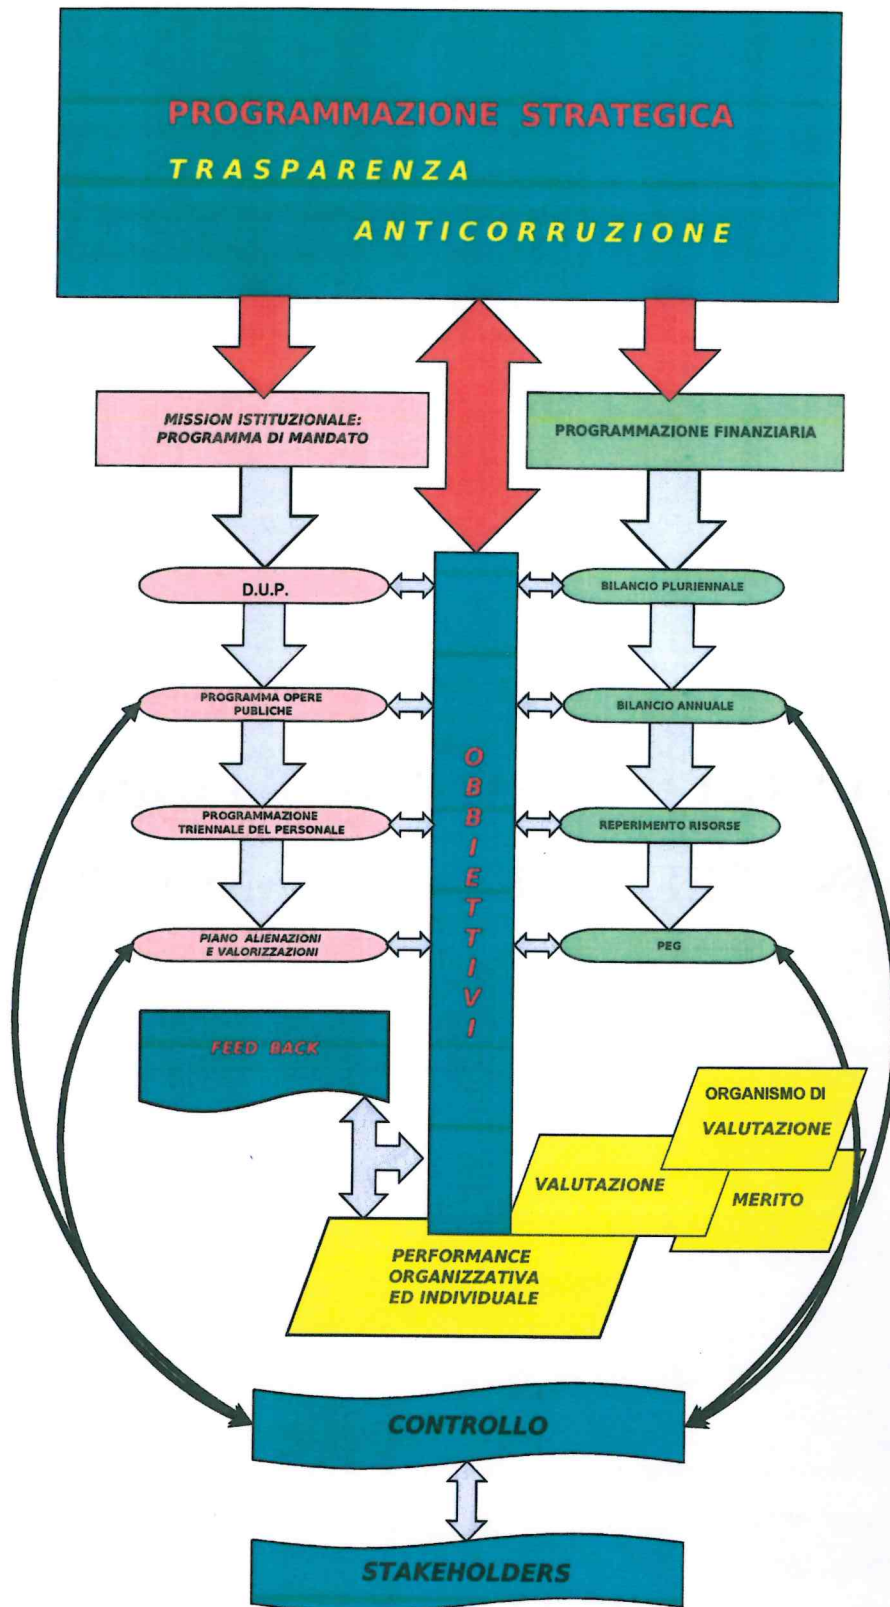 PROGRAMMAZIONE STRATEGICA
TRASPARENZA
ANTICORRUZIONE
MISSION ISTITUZIONALE:
PROGRAMMA DI MANDATO
PROGRAMMAZIONE FINANZIARIA
D.U.P.
BILANCIO PLURIENNALE
PROGRAMMA OPERE
PUBLICHE
BILANCIO ANNUALE
PROGRAMMAZIONE
TRIENNALE DEL PERSONALE
REPERIMENTO RISORSE
PIANO ALIENAZIONI
E VALORIZZAZIONI
PEG
OBBIETTIVI
FEED BACK
ORGANISMO DI
VALUTAZIONE
VALUTAZIONE
MERITO
PERFORMANCE
ORGANIZZATIVA
ED INDIVIDUALE
CONTROLLO
STAKEHOLDERS